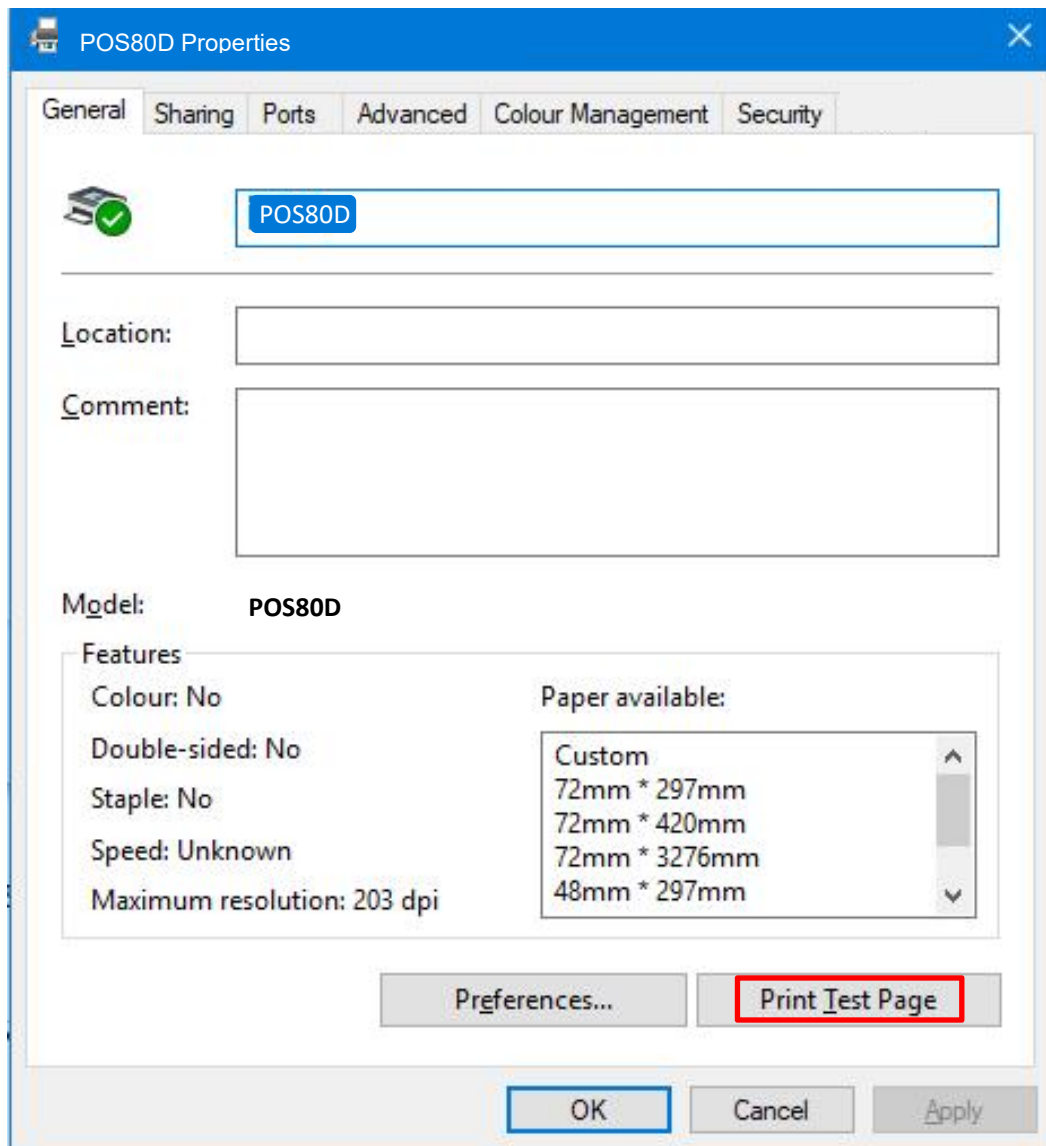 POS80D Properties
General Sharing Ports Advanced Colour Management Security
POS80D
Location:
Comment:
Model: POS80D
Features
Colour: No
Double-sided: No
Staple: No
Speed: Unknown
Maximum resolution: 203 dpi
Paper available:
Custom
72mm * 297mm
72mm * 420mm
72mm * 3276mm
48mm * 297mm
Preferences... Print Test Page
OK Cancel Apply